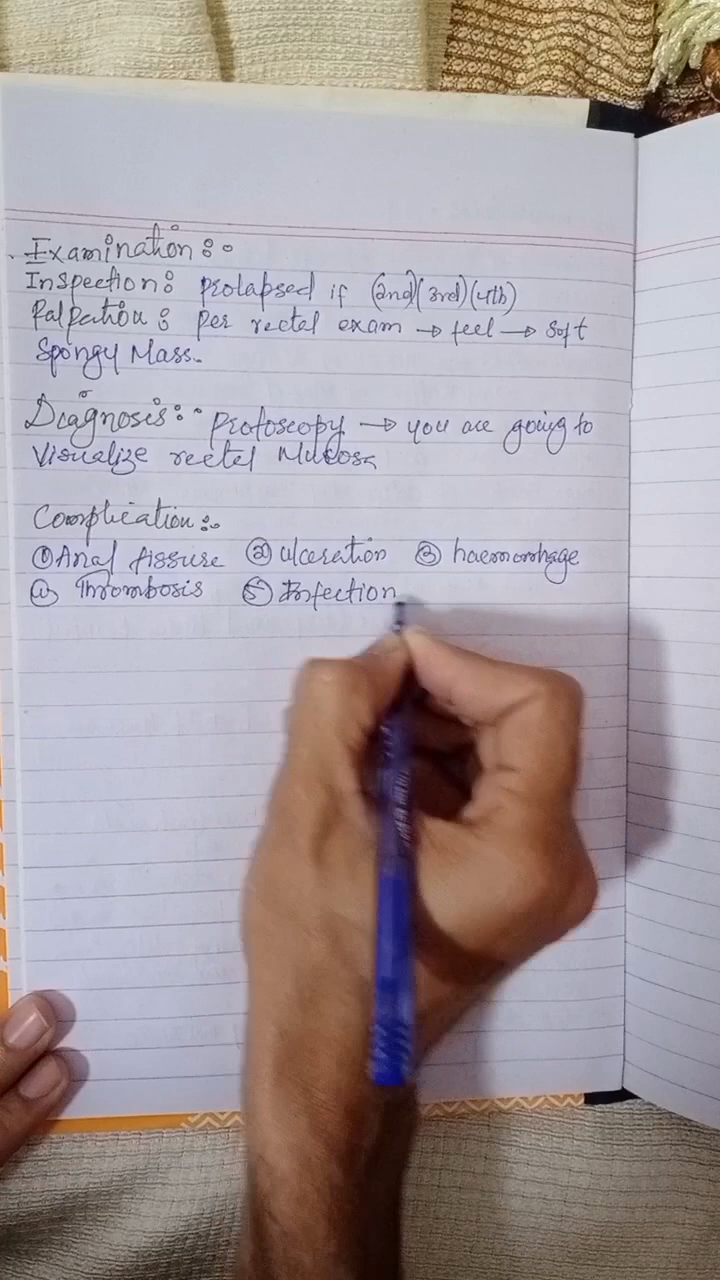 Examination:-
Inspection: prolapsed if (2nd)(3rd)(4th)
Palpation: per rectal exam → feel → soft
Spongy Mass.
Diagnosis:- Protoscopy → you are going to
Visualize rectal Mucosa
Complication:-
① Anal fissure ② ulceration ③ haemorrhage
④ Thrombosis ⑤ Infection